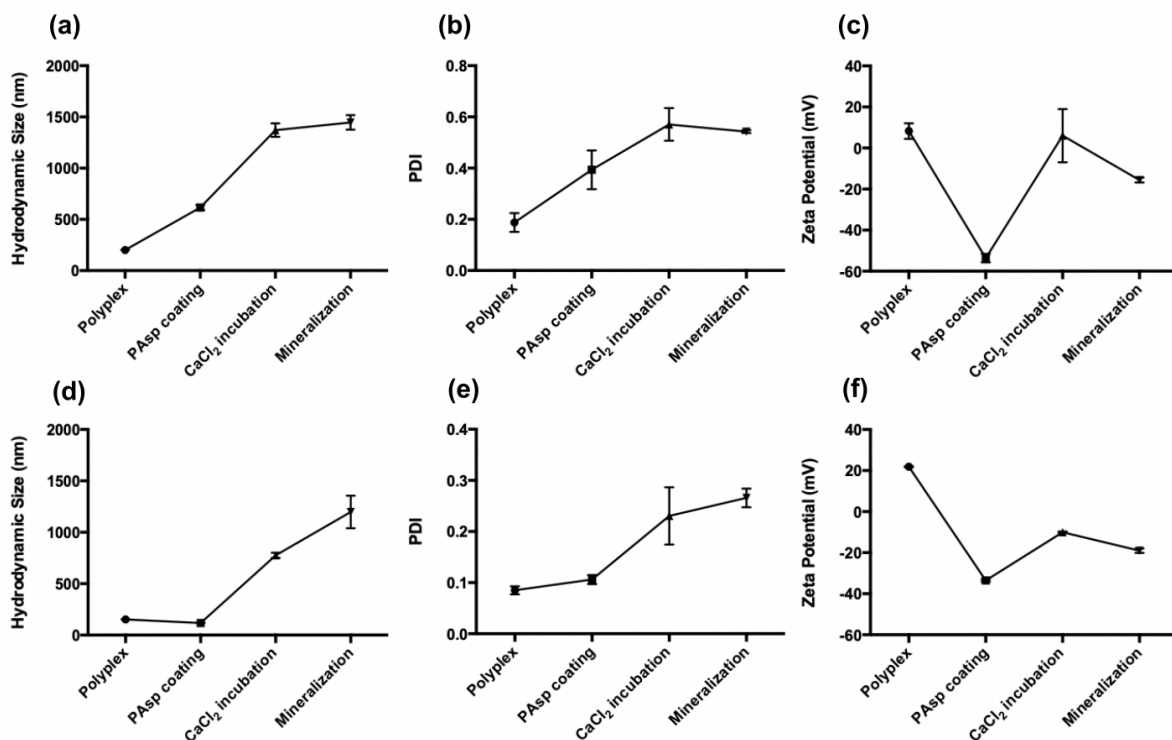 (a)
Hydrodynamic Size (nm)
2000
1500
1000
500
0
Polyplex
PAsp coating
CaCl₂ incubation
Mineralization
(b)
PDI
0.8
0.6
0.4
0.2
0.0
Polyplex
PAsp coating
CaCl₂ incubation
Mineralization
(c)
Zeta Potential (mV)
40
20
0
-20
-40
-60
Polyplex
PAsp coating
CaCl₂ incubation
Mineralization
(d)
Hydrodynamic Size (nm)
2000
1500
1000
500
0
Polyplex
PAsp coating
CaCl₂ incubation
Mineralization
(e)
PDI
0.4
0.3
0.2
0.1
0.0
Polyplex
PAsp coating
CaCl₂ incubation
Mineralization
(f)
Zeta Potential (mV)
40
20
0
-20
-40
-60
Polyplex
PAsp coating
CaCl₂ incubation
Mineralization